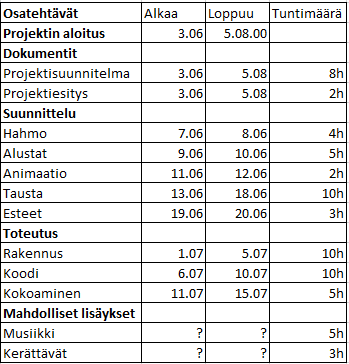 Osatehtävät Alkaa Loppuu Tuntimäärä
Projektin aloitus 3.06 5.08.00
Dokumentit
Projektisuunnitelma 3.06 5.08 8h
Projektiesitys 3.06 5.08 2h
Suunnittelu
Hahmo 7.06 8.06 4h
Alustat 9.06 10.06 5h
Animaatio 11.06 12.06 2h
Tausta 13.06 18.06 10h
Esteet 19.06 20.06 3h
Toteutus
Rakennus 1.07 5.07 10h
Koodi 6.07 10.07 10h
Kokoaminen 11.07 15.07 5h
Mahdolliset lisäykset
Musiikki ? ? 5h
Kerättävät ? ? 3h